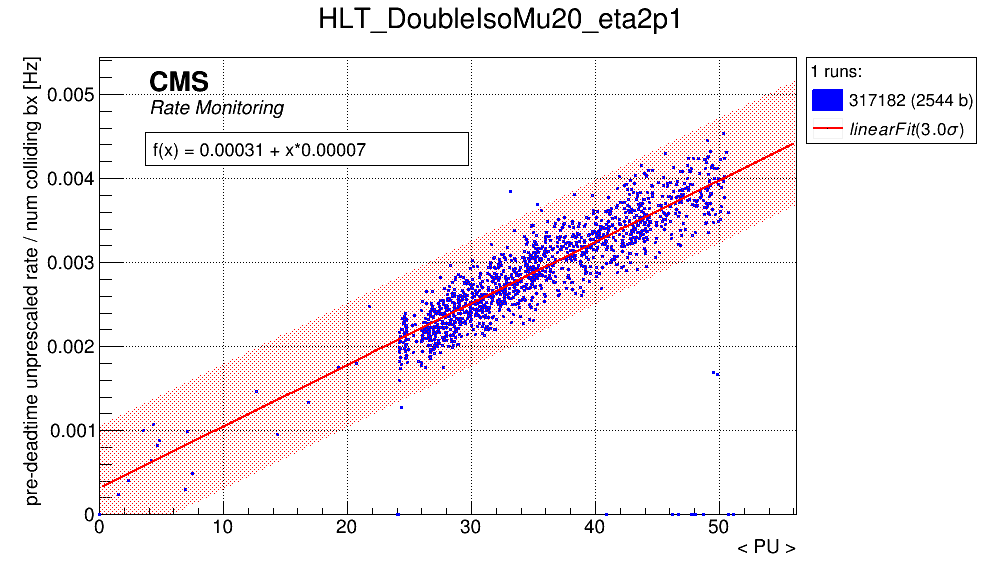 HLT_DoubleIsoMu20_eta2p1
pre-deadtime unprescaled rate / num colliding bx [Hz]
CMS
Rate Monitoring
f(x) = 0.00031 + x*0.00007
1 runs:
317182 (2544 b)
linearFit(3.0σ)
0.005
0.004
0.003
0.002
0.001
0
0 10 20 30 40 50
< PU >